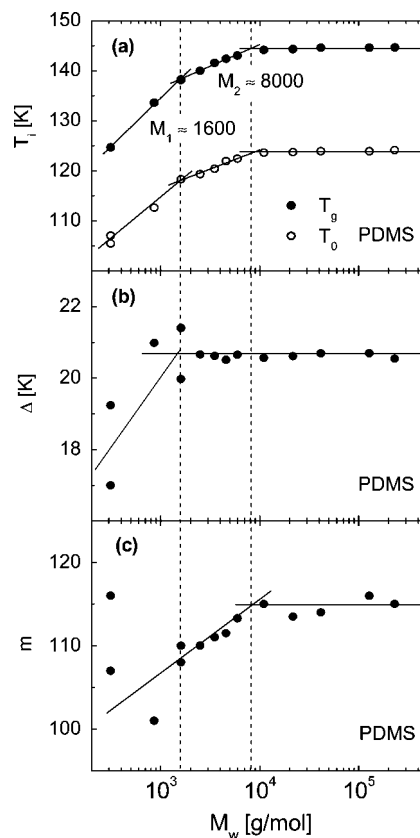 (a)
150
140
130
120
110
T_i [K]
M_1 ≈ 1600
M_2 ≈ 8000
T_g
T_0
PDMS
(b)
22
20
18
Δ [K]
PDMS
(c)
110
100
m
PDMS
10^3
10^4
10^5
M_w [g/mol]